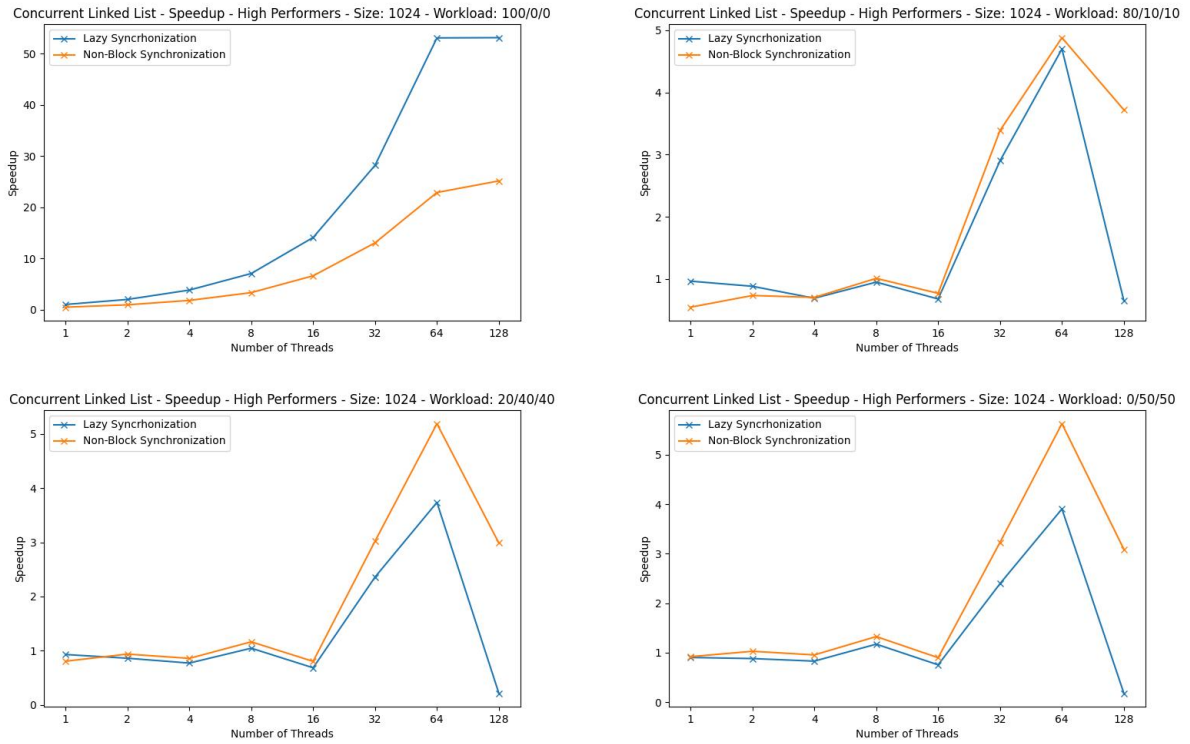 Concurrent Linked List - Speedup - High Performers - Size: 1024 - Workload: 100/0/0
Lazy Syncrhonization
Non-Block Synchronization
50
40
30
20
10
0
Speedup
1 2 4 8 16 32 64 128
Number of Threads
Concurrent Linked List - Speedup - High Performers - Size: 1024 - Workload: 80/10/10
Lazy Syncrhonization
Non-Block Synchronization
5
4
3
2
1
Speedup
1 2 4 8 16 32 64 128
Number of Threads
Concurrent Linked List - Speedup - High Performers - Size: 1024 - Workload: 20/40/40
Lazy Syncrhonization
Non-Block Synchronization
5
4
3
2
1
0
Speedup
1 2 4 8 16 32 64 128
Number of Threads
Concurrent Linked List - Speedup - High Performers - Size: 1024 - Workload: 0/50/50
Lazy Syncrhonization
Non-Block Synchronization
5
4
3
2
1
0
Speedup
1 2 4 8 16 32 64 128
Number of Threads